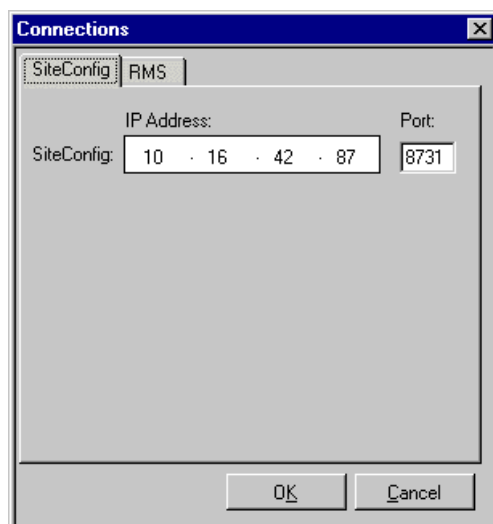 Connections
SiteConfig RMS
IP Address: Port:
SiteConfig: 10 . 16 . 42 . 87 8731
OK Cancel